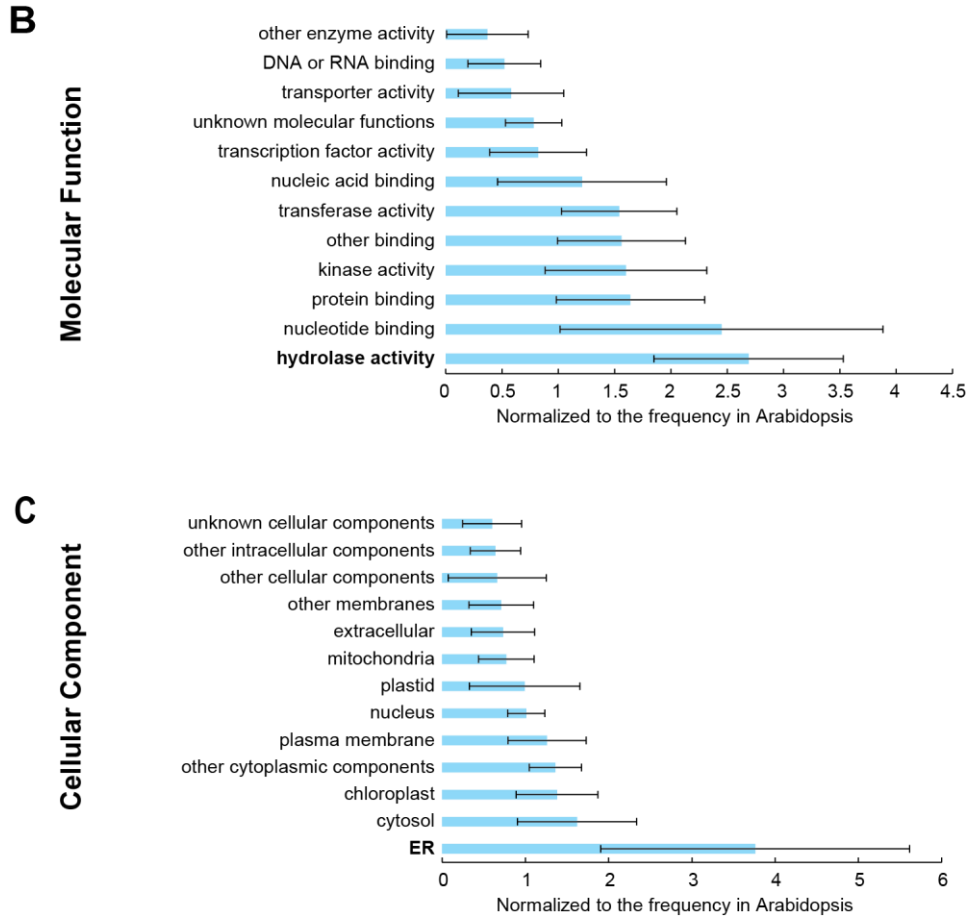 B
Molecular Function
other enzyme activity
DNA or RNA binding
transporter activity
unknown molecular functions
transcription factor activity
nucleic acid binding
transferase activity
other binding
kinase activity
protein binding
nucleotide binding
hydrolase activity
0 0.5 1 1.5 2 2.5 3 3.5 4 4.5
Normalized to the frequency in Arabidopsis
C
Cellular Component
unknown cellular components
other intracellular components
other cellular components
other membranes
extracellular
mitochondria
plastid
nucleus
plasma membrane
other cytoplasmic components
chloroplast
cytosol
ER
0 1 2 3 4 5 6
Normalized to the frequency in Arabidopsis